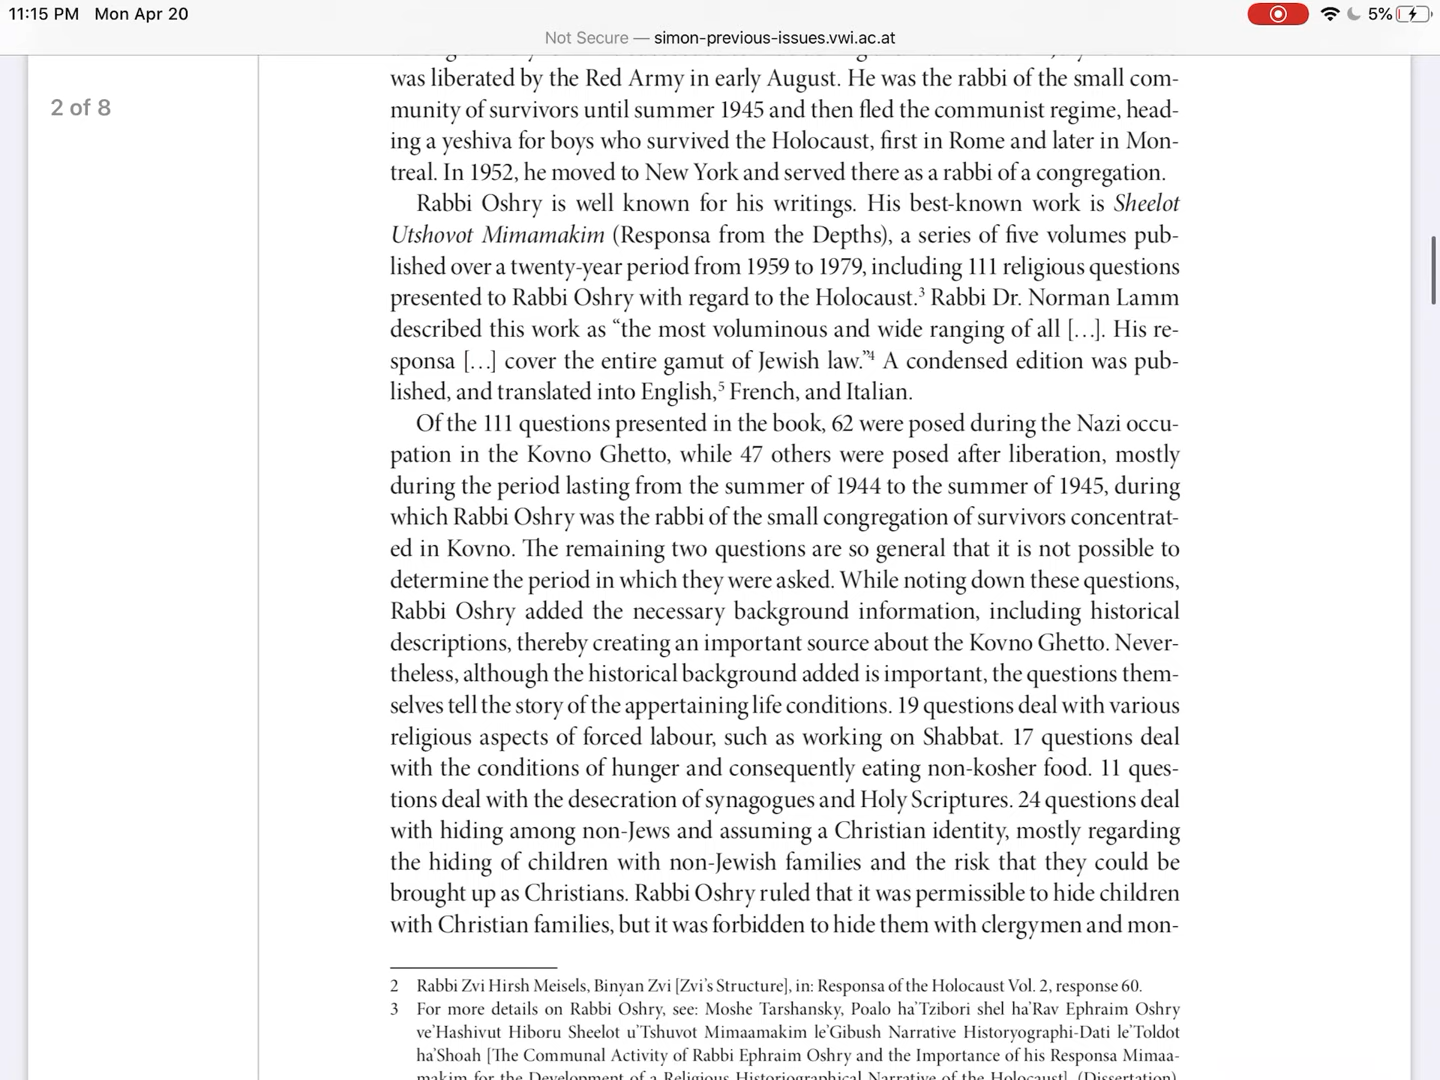 11:15 PM Mon Apr 20
5%
Not Secure — simon-previous-issues.vwi.ac.at
2 of 8
was liberated by the Red Army in early August. He was the rabbi of the small com-
munity of survivors until summer 1945 and then fled the communist regime, head-
ing a yeshiva for boys who survived the Holocaust, first in Rome and later in Mon-
treal. In 1952, he moved to New York and served there as a rabbi of a congregation.
Rabbi Oshry is well known for his writings. His best-known work is Sheelot
Utshovot Mimamakim (Responsa from the Depths), a series of five volumes pub-
lished over a twenty-year period from 1959 to 1979, including 111 religious questions
presented to Rabbi Oshry with regard to the Holocaust.³ Rabbi Dr. Norman Lamm
described this work as “the most voluminous and wide ranging of all […]. His re-
sponsa […] cover the entire gamut of Jewish law.”⁴ A condensed edition was pub-
lished, and translated into English,⁵ French, and Italian.
Of the 111 questions presented in the book, 62 were posed during the Nazi occu-
pation in the Kovno Ghetto, while 47 others were posed after liberation, mostly
during the period lasting from the summer of 1944 to the summer of 1945, during
which Rabbi Oshry was the rabbi of the small congregation of survivors concentrat-
ed in Kovno. The remaining two questions are so general that it is not possible to
determine the period in which they were asked. While noting down these questions,
Rabbi Oshry added the necessary background information, including historical
descriptions, thereby creating an important source about the Kovno Ghetto. Never-
theless, although the historical background added is important, the questions them-
selves tell the story of the appertaining life conditions. 19 questions deal with various
religious aspects of forced labour, such as working on Shabbat. 17 questions deal
with the conditions of hunger and consequently eating non-kosher food. 11 ques-
tions deal with the desecration of synagogues and Holy Scriptures. 24 questions deal
with hiding among non-Jews and assuming a Christian identity, mostly regarding
the hiding of children with non-Jewish families and the risk that they could be
brought up as Christians. Rabbi Oshry ruled that it was permissible to hide children
with Christian families, but it was forbidden to hide them with clergymen and mon-
2 Rabbi Zvi Hirsh Meisels, Binyan Zvi [Zvi’s Structure], in: Responsa of the Holocaust Vol. 2, response 60.
3 For more details on Rabbi Oshry, see: Moshe Tarshansky, Poalo ha’Tzibori shel ha’Rav Ephraim Oshry
ve’Hashivut Hiboru Sheelot u’Tshuvot Mimaamakim le’Gibush Narrative Historyographi-Dati le’Toldot
ha’Shoah [The Communal Activity of Rabbi Ephraim Oshry and the Importance of his Responsa Mimaa-
makim for the Development of a Religious Historiographical Narrative of the Holocaust], (Dissertation),